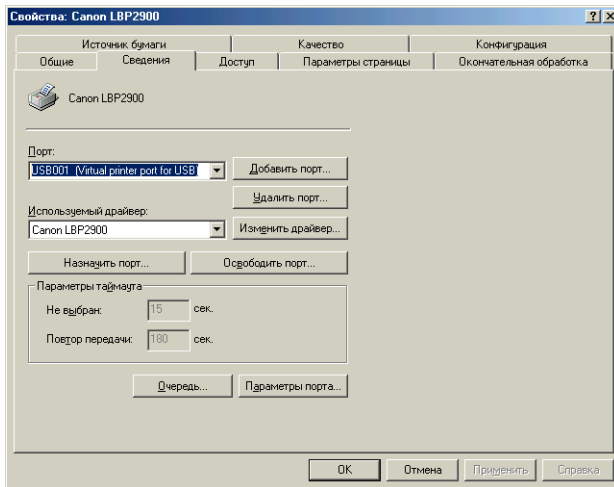 Свойства: Canon LBP2900
Источник бумаги Качество Конфигурация
Общие Сведения Доступ Параметры страницы Окончательная обработка
Canon LBP2900
Порт:
USB001 (Virtual printer port for USB) Добавить порт...
Удалить порт...
Используемый драйвер:
Canon LBP2900 Изменить драйвер...
Назначить порт... Освободить порт...
Параметры таймаута
Не выбран: 15 сек.
Повтор передачи: 180 сек.
Очередь... Параметры порта...
OK Отмена Применить Справка